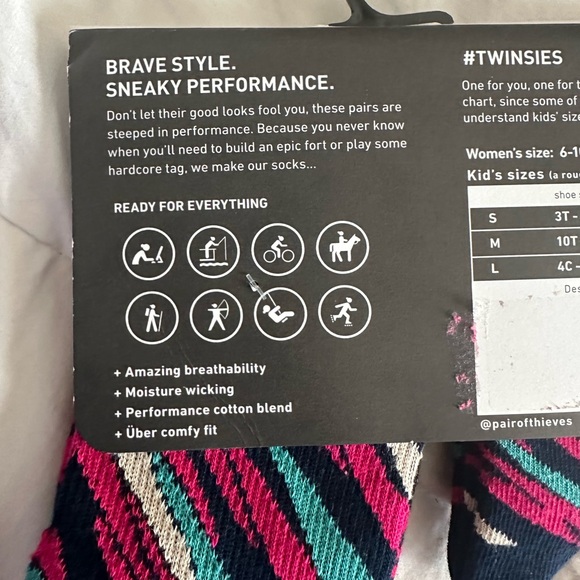 BRAVE STYLE.
SNEAKY PERFORMANCE.
Don't let their good looks fool you, these pairs are
steeped in performance. Because you never know
when you'll need to build an epic fort or play some
hardcore tag, we make our socks...
READY FOR EVERYTHING
+ Amazing breathability
+ Moisture wicking
+ Performance cotton blend
+ Über comfy fit
#TWINSIES
One for you, one for
chart, since some of
understand kids'
Women's size:
Kid's sizes (a
shoe
S 3T -
M 10T
L 4C -
@pairofthieves